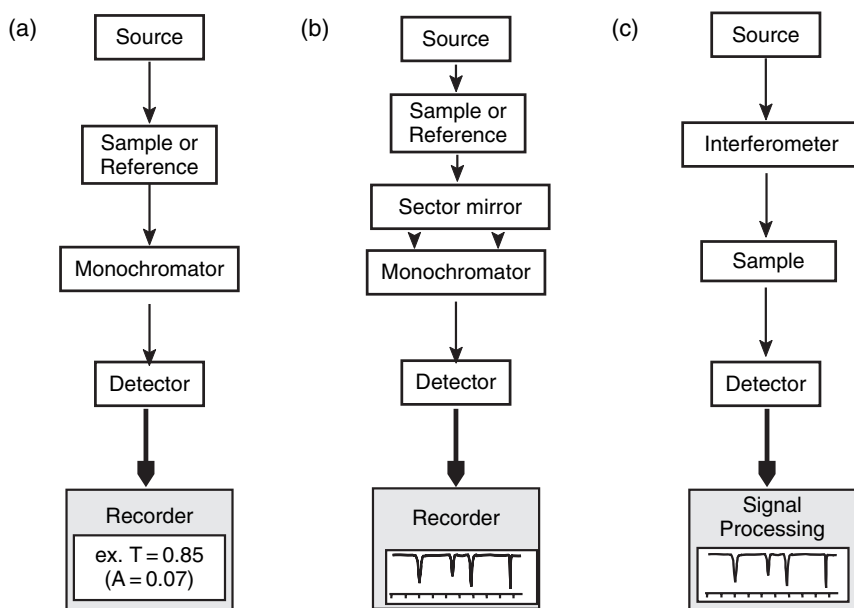 (a)
Source
Sample or
Reference
Monochromator
Detector
Recorder
ex. T = 0.85
(A = 0.07)
(b)
Source
Sample or
Reference
Sector mirror
Monochromator
Detector
Recorder
(c)
Source
Interferometer
Sample
Detector
Signal
Processing